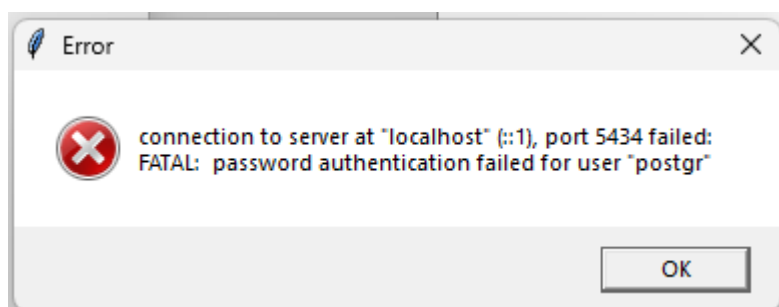 Error
connection to server at "localhost" (::1), port 5434 failed:
FATAL:  password authentication failed for user "postgr"
OK